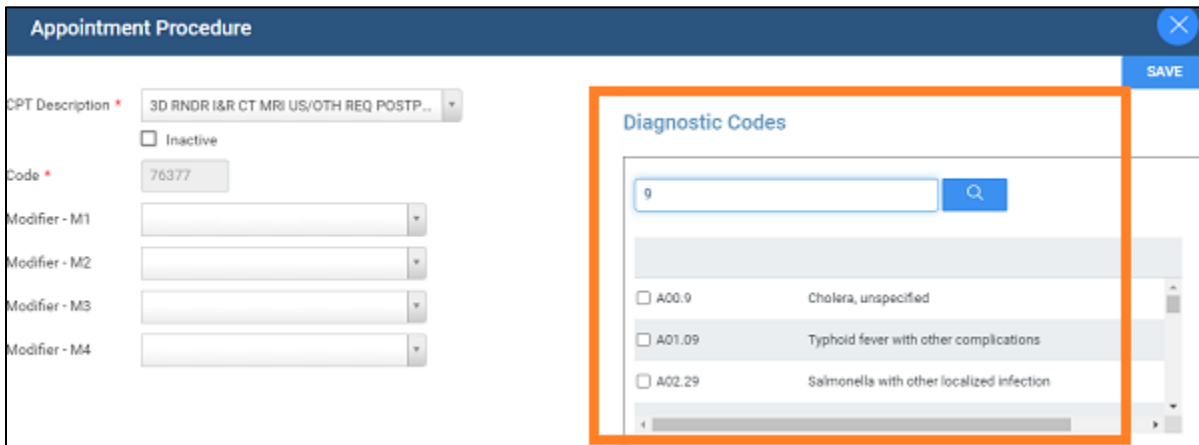 Appointment Procedure
SAVE
CPT Description * 3D RNDR I&R CT MRI US/OTH REQ POSTP...
Inactive
Code * 76377
Modifier - M1
Modifier - M2
Modifier - M3
Modifier - M4
Diagnostic Codes
9
A00.9 Cholera, unspecified
A01.09 Typhoid fever with other complications
A02.29 Salmonella with other localized infection